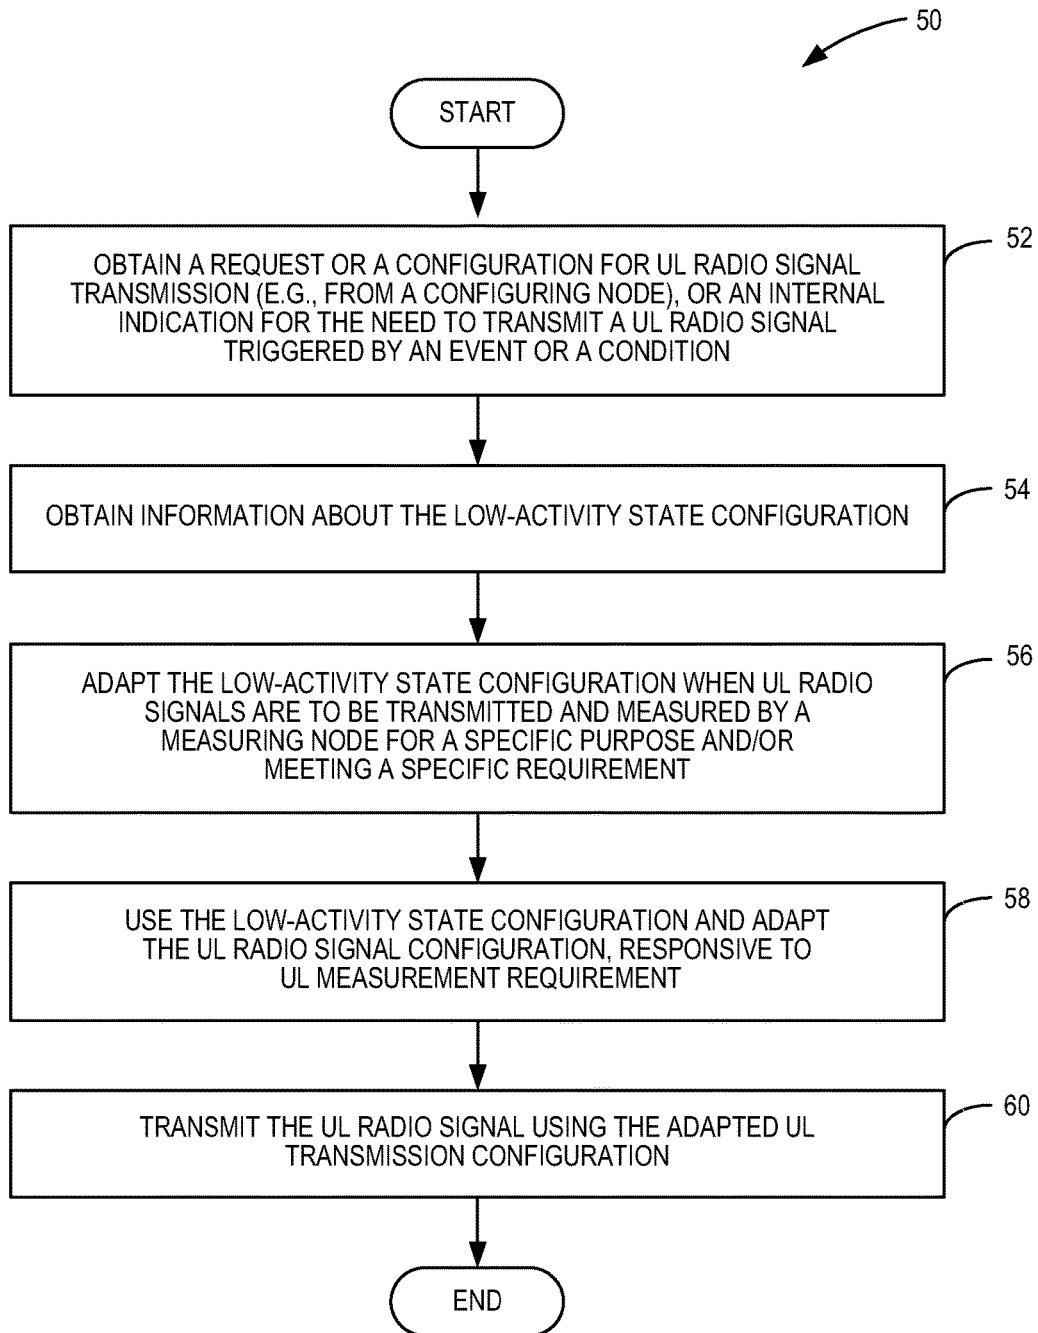 50
START
52
OBTAIN A REQUEST OR A CONFIGURATION FOR UL RADIO SIGNAL
TRANSMISSION (E.G., FROM A CONFIGURING NODE), OR AN INTERNAL
INDICATION FOR THE NEED TO TRANSMIT A UL RADIO SIGNAL
TRIGGERED BY AN EVENT OR A CONDITION
54
OBTAIN INFORMATION ABOUT THE LOW-ACTIVITY STATE CONFIGURATION
56
ADAPT THE LOW-ACTIVITY STATE CONFIGURATION WHEN UL RADIO
SIGNALS ARE TO BE TRANSMITTED AND MEASURED BY A
MEASURING NODE FOR A SPECIFIC PURPOSE AND/OR
MEETING A SPECIFIC REQUIREMENT
58
USE THE LOW-ACTIVITY STATE CONFIGURATION AND ADAPT
THE UL RADIO SIGNAL CONFIGURATION, RESPONSIVE TO
UL MEASUREMENT REQUIREMENT
60
TRANSMIT THE UL RADIO SIGNAL USING THE ADAPTED UL
TRANSMISSION CONFIGURATION
END